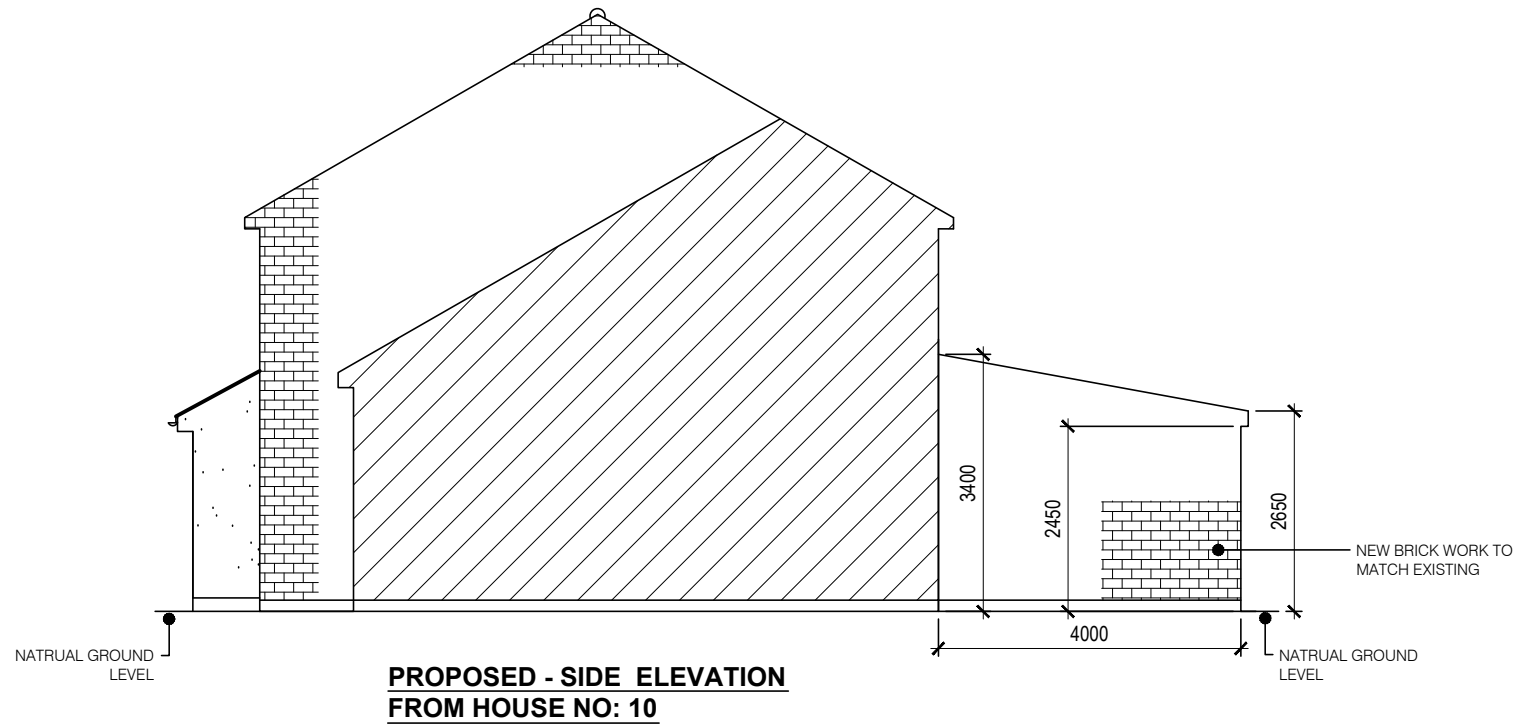 3400
2450
2650
NEW BRICK WORK TO
MATCH EXISTING
4000
NATRUAL GROUND
LEVEL
NATRUAL GROUND
LEVEL
PROPOSED - SIDE ELEVATION
FROM HOUSE NO: 10